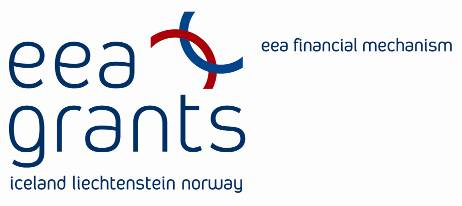 eea
grants
iceland liechtenstein norway
eea financial mechanism